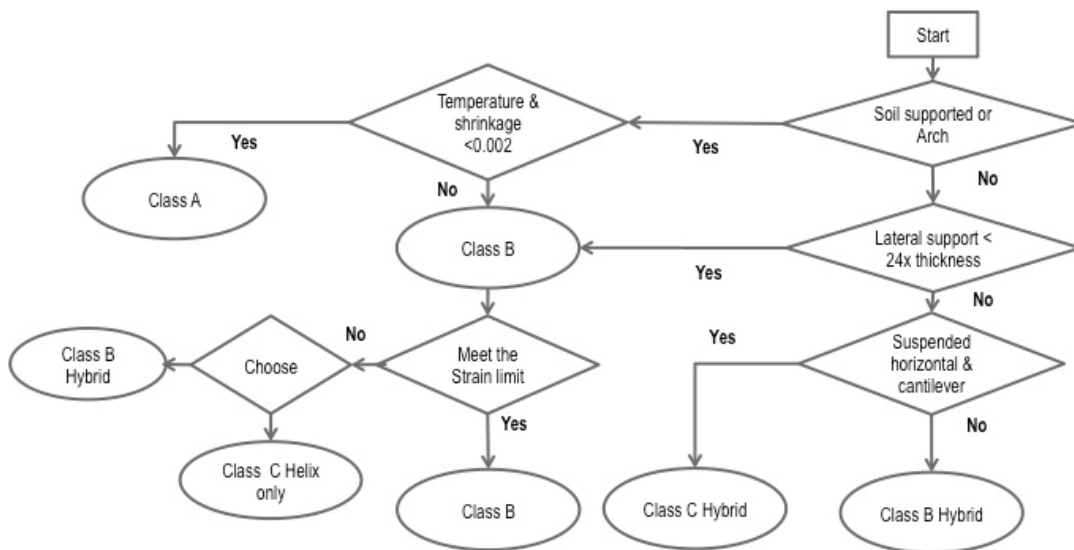 Start
Temperature &
shrinkage
<0.002
Soil supported or
Arch
Yes
Yes
Class A
No
No
Class B
Lateral support <
24x thickness
Yes
No
Class B
Hybrid
Choose
No
Meet the
Strain limit
Yes
Suspended
horizontal &
cantilever
Yes
No
Class C Helix
only
Class B
Class C Hybrid
Class B Hybrid